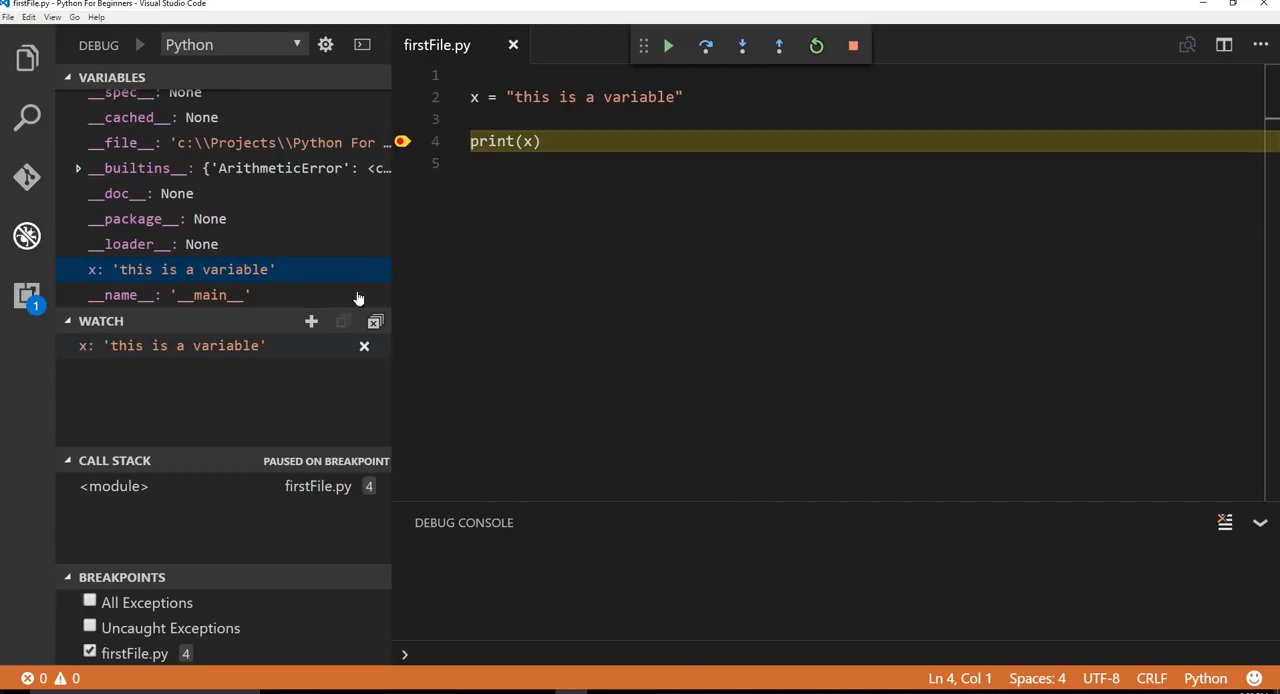 firstFile.py - Python For Beginners - Visual Studio Code
File Edit View Go Help
DEBUG Python
firstFile.py
VARIABLES
__spec__: None
__cached__: None
__file__: 'c:\\Projects\\Python For ...
__builtins__: {'ArithmeticError': <c...
__doc__: None
__package__: None
__loader__: None
x: 'this is a variable'
__name__: '__main__'
WATCH
x: 'this is a variable'
CALL STACK PAUSED ON BREAKPOINT
<module> firstFile.py 4
BREAKPOINTS
All Exceptions
Uncaught Exceptions
firstFile.py 4
1
1
2 x = "this is a variable"
3
4 print(x)
5
DEBUG CONSOLE
0 0 Ln 4, Col 1 Spaces: 4 UTF-8 CRLF Python